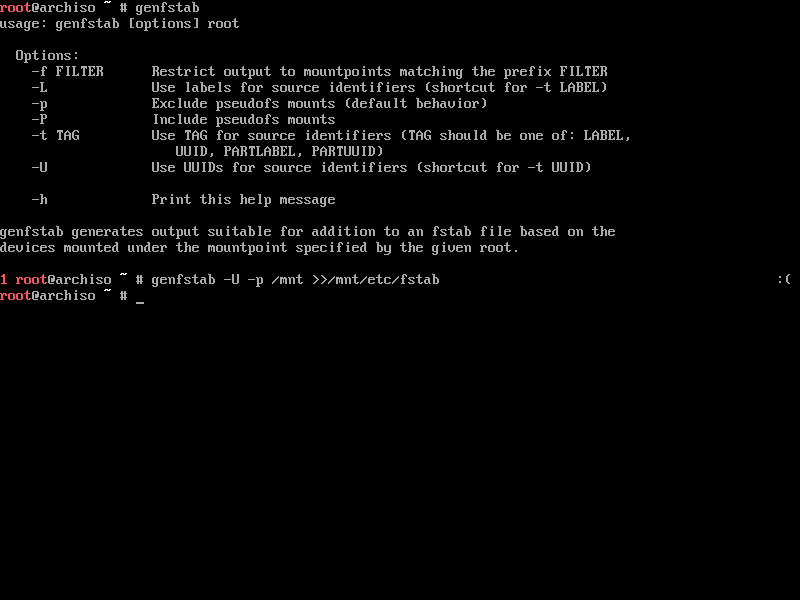 root@archiso ~ # genfstab
usage: genfstab [options] root

  Options:
    -f FILTER      Restrict output to mountpoints matching the prefix FILTER
    -L             Use labels for source identifiers (shortcut for -t LABEL)
    -p             Exclude pseudofs mounts (default behavior)
    -P             Include pseudofs mounts
    -t TAG         Use TAG for source identifiers (TAG should be one of: LABEL,
                      UUID, PARTLABEL, PARTUUID)
    -U             Use UUIDs for source identifiers (shortcut for -t UUID)

    -h             Print this help message

genfstab generates output suitable for addition to an fstab file based on the
devices mounted under the mountpoint specified by the given root.

1 root@archiso ~ # genfstab -U -p /mnt >>/mnt/etc/fstab                                          :(
root@archiso ~ # _